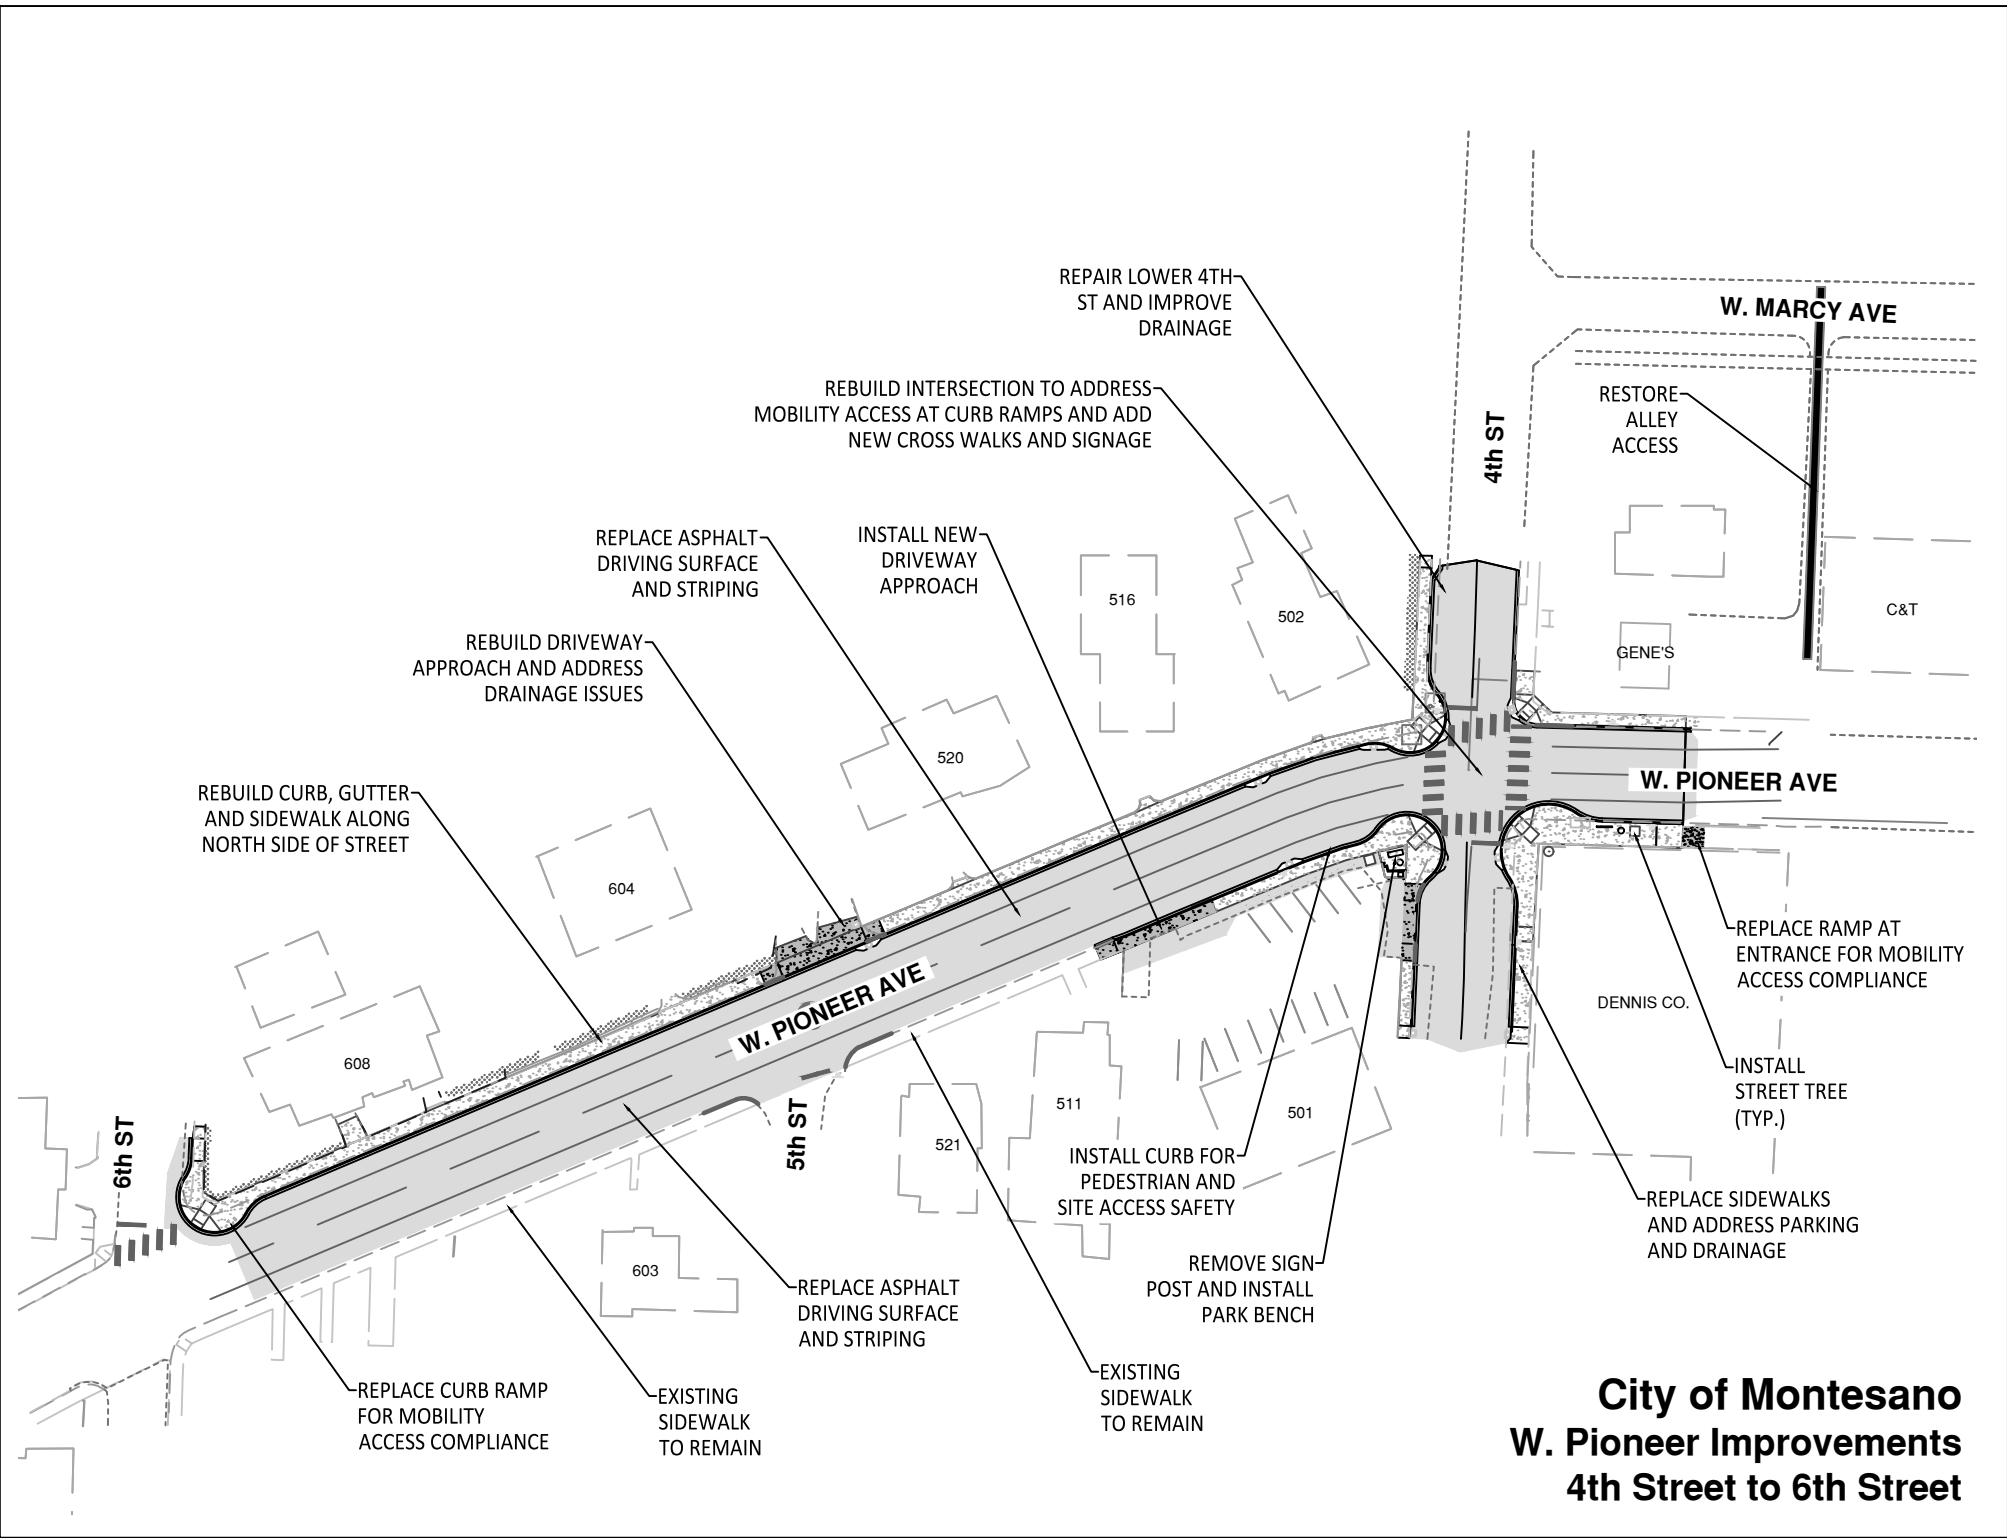 REPAIR LOWER 4TH
ST AND IMPROVE
DRAINAGE
W. MARCY AVE
REBUILD INTERSECTION TO ADDRESS
MOBILITY ACCESS AT CURB RAMPS AND ADD
NEW CROSS WALKS AND SIGNAGE
RESTORE
ALLEY
ACCESS
4th ST
REPLACE ASPHALT
DRIVING SURFACE
AND STRIPING
INSTALL NEW
DRIVEWAY
APPROACH
516
502
C&T
GENE'S
REBUILD DRIVEWAY
APPROACH AND ADDRESS
DRAINAGE ISSUES
520
W. PIONEER AVE
REBUILD CURB, GUTTER
AND SIDEWALK ALONG
NORTH SIDE OF STREET
604
REPLACE RAMP AT
ENTRANCE FOR MOBILITY
ACCESS COMPLIANCE
W. PIONEER AVE
DENNIS CO.
608
INSTALL
STREET TREE
(TYP.)
6th ST
5th ST
521
511
501
INSTALL CURB FOR
PEDESTRIAN AND
SITE ACCESS SAFETY
REPLACE SIDEWALKS
AND ADDRESS PARKING
AND DRAINAGE
603
REMOVE SIGN
POST AND INSTALL
PARK BENCH
REPLACE ASPHALT
DRIVING SURFACE
AND STRIPING
REPLACE CURB RAMP
FOR MOBILITY
ACCESS COMPLIANCE
EXISTING
SIDEWALK
TO REMAIN
EXISTING
SIDEWALK
TO REMAIN
City of Montesano
W. Pioneer Improvements
4th Street to 6th Street